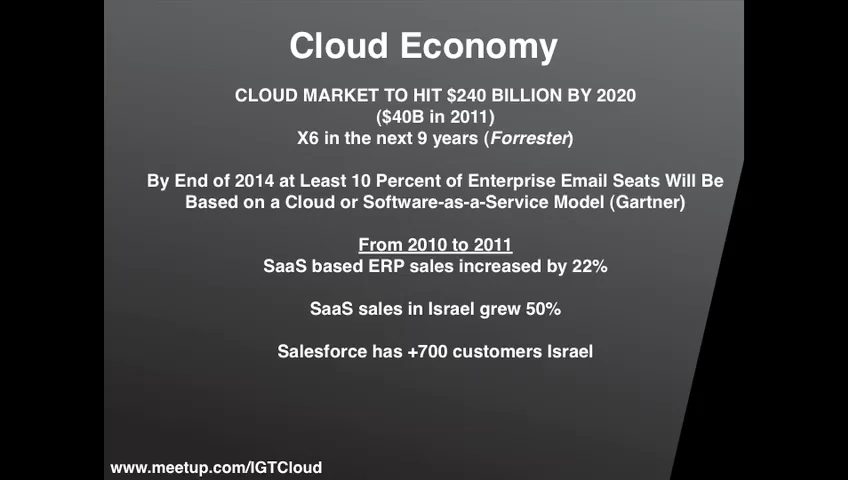 Cloud Economy
CLOUD MARKET TO HIT $240 BILLION BY 2020
($40B in 2011)
X6 in the next 9 years (Forrester)
By End of 2014 at Least 10 Percent of Enterprise Email Seats Will Be
Based on a Cloud or Software-as-a-Service Model (Gartner)
From 2010 to 2011
SaaS based ERP sales increased by 22%
SaaS sales in Israel grew 50%
Salesforce has +700 customers Israel
www.meetup.com/IGTCloud